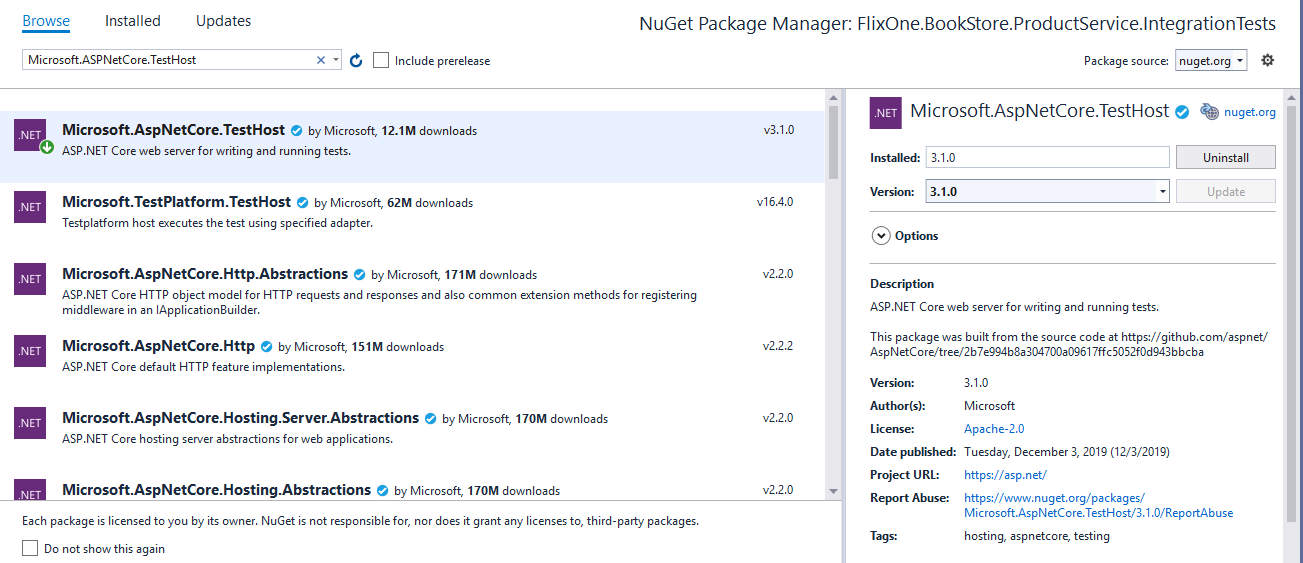 Browse Installed Updates
NuGet Package Manager: FlixOne.BookStore.ProductService.IntegrationTests
Microsoft.ASPNetCore.TestHost
Include prerelease
Package source: nuget.org
.NET
Microsoft.AspNetCore.TestHost by Microsoft, 12.1M downloads
v3.1.0
ASP.NET Core web server for writing and running tests.
.NET
Microsoft.TestPlatform.TestHost by Microsoft, 62M downloads
v16.4.0
Testplatform host executes the test using specified adapter.
.NET
Microsoft.AspNetCore.Http.Abstractions by Microsoft, 171M downloads
v2.2.0
ASP.NET Core HTTP object model for HTTP requests and responses and also common extension methods for registering
middleware in an IApplicationBuilder.
.NET
Microsoft.AspNetCore.Http by Microsoft, 151M downloads
v2.2.2
ASP.NET Core default HTTP feature implementations.
.NET
Microsoft.AspNetCore.Hosting.Server.Abstractions by Microsoft, 170M downloads
v2.2.0
ASP.NET Core hosting server abstractions for web applications.
.NET
Microsoft.AspNetCore.Hosting.Abstractions by Microsoft, 170M downloads
v2.2.0
Each package is licensed to you by its owner. NuGet is not responsible for, nor does it grant any licenses to, third-party packages.
Do not show this again
.NET
Microsoft.AspNetCore.TestHost
nuget.org
Installed: 3.1.0 Uninstall
Version: 3.1.0 Update
Options
Description
ASP.NET Core web server for writing and running tests.
This package was built from the source code at https://github.com/aspnet/
AspNetCore/tree/2b7e994b8a304700a09617ffc5052f0d943bbcba
Version: 3.1.0
Author(s): Microsoft
License: Apache-2.0
Date published: Tuesday, December 3, 2019 (12/3/2019)
Project URL: https://asp.net/
Report Abuse: https://www.nuget.org/packages/
Microsoft.AspNetCore.TestHost/3.1.0/ReportAbuse
Tags: hosting, aspnetcore, testing